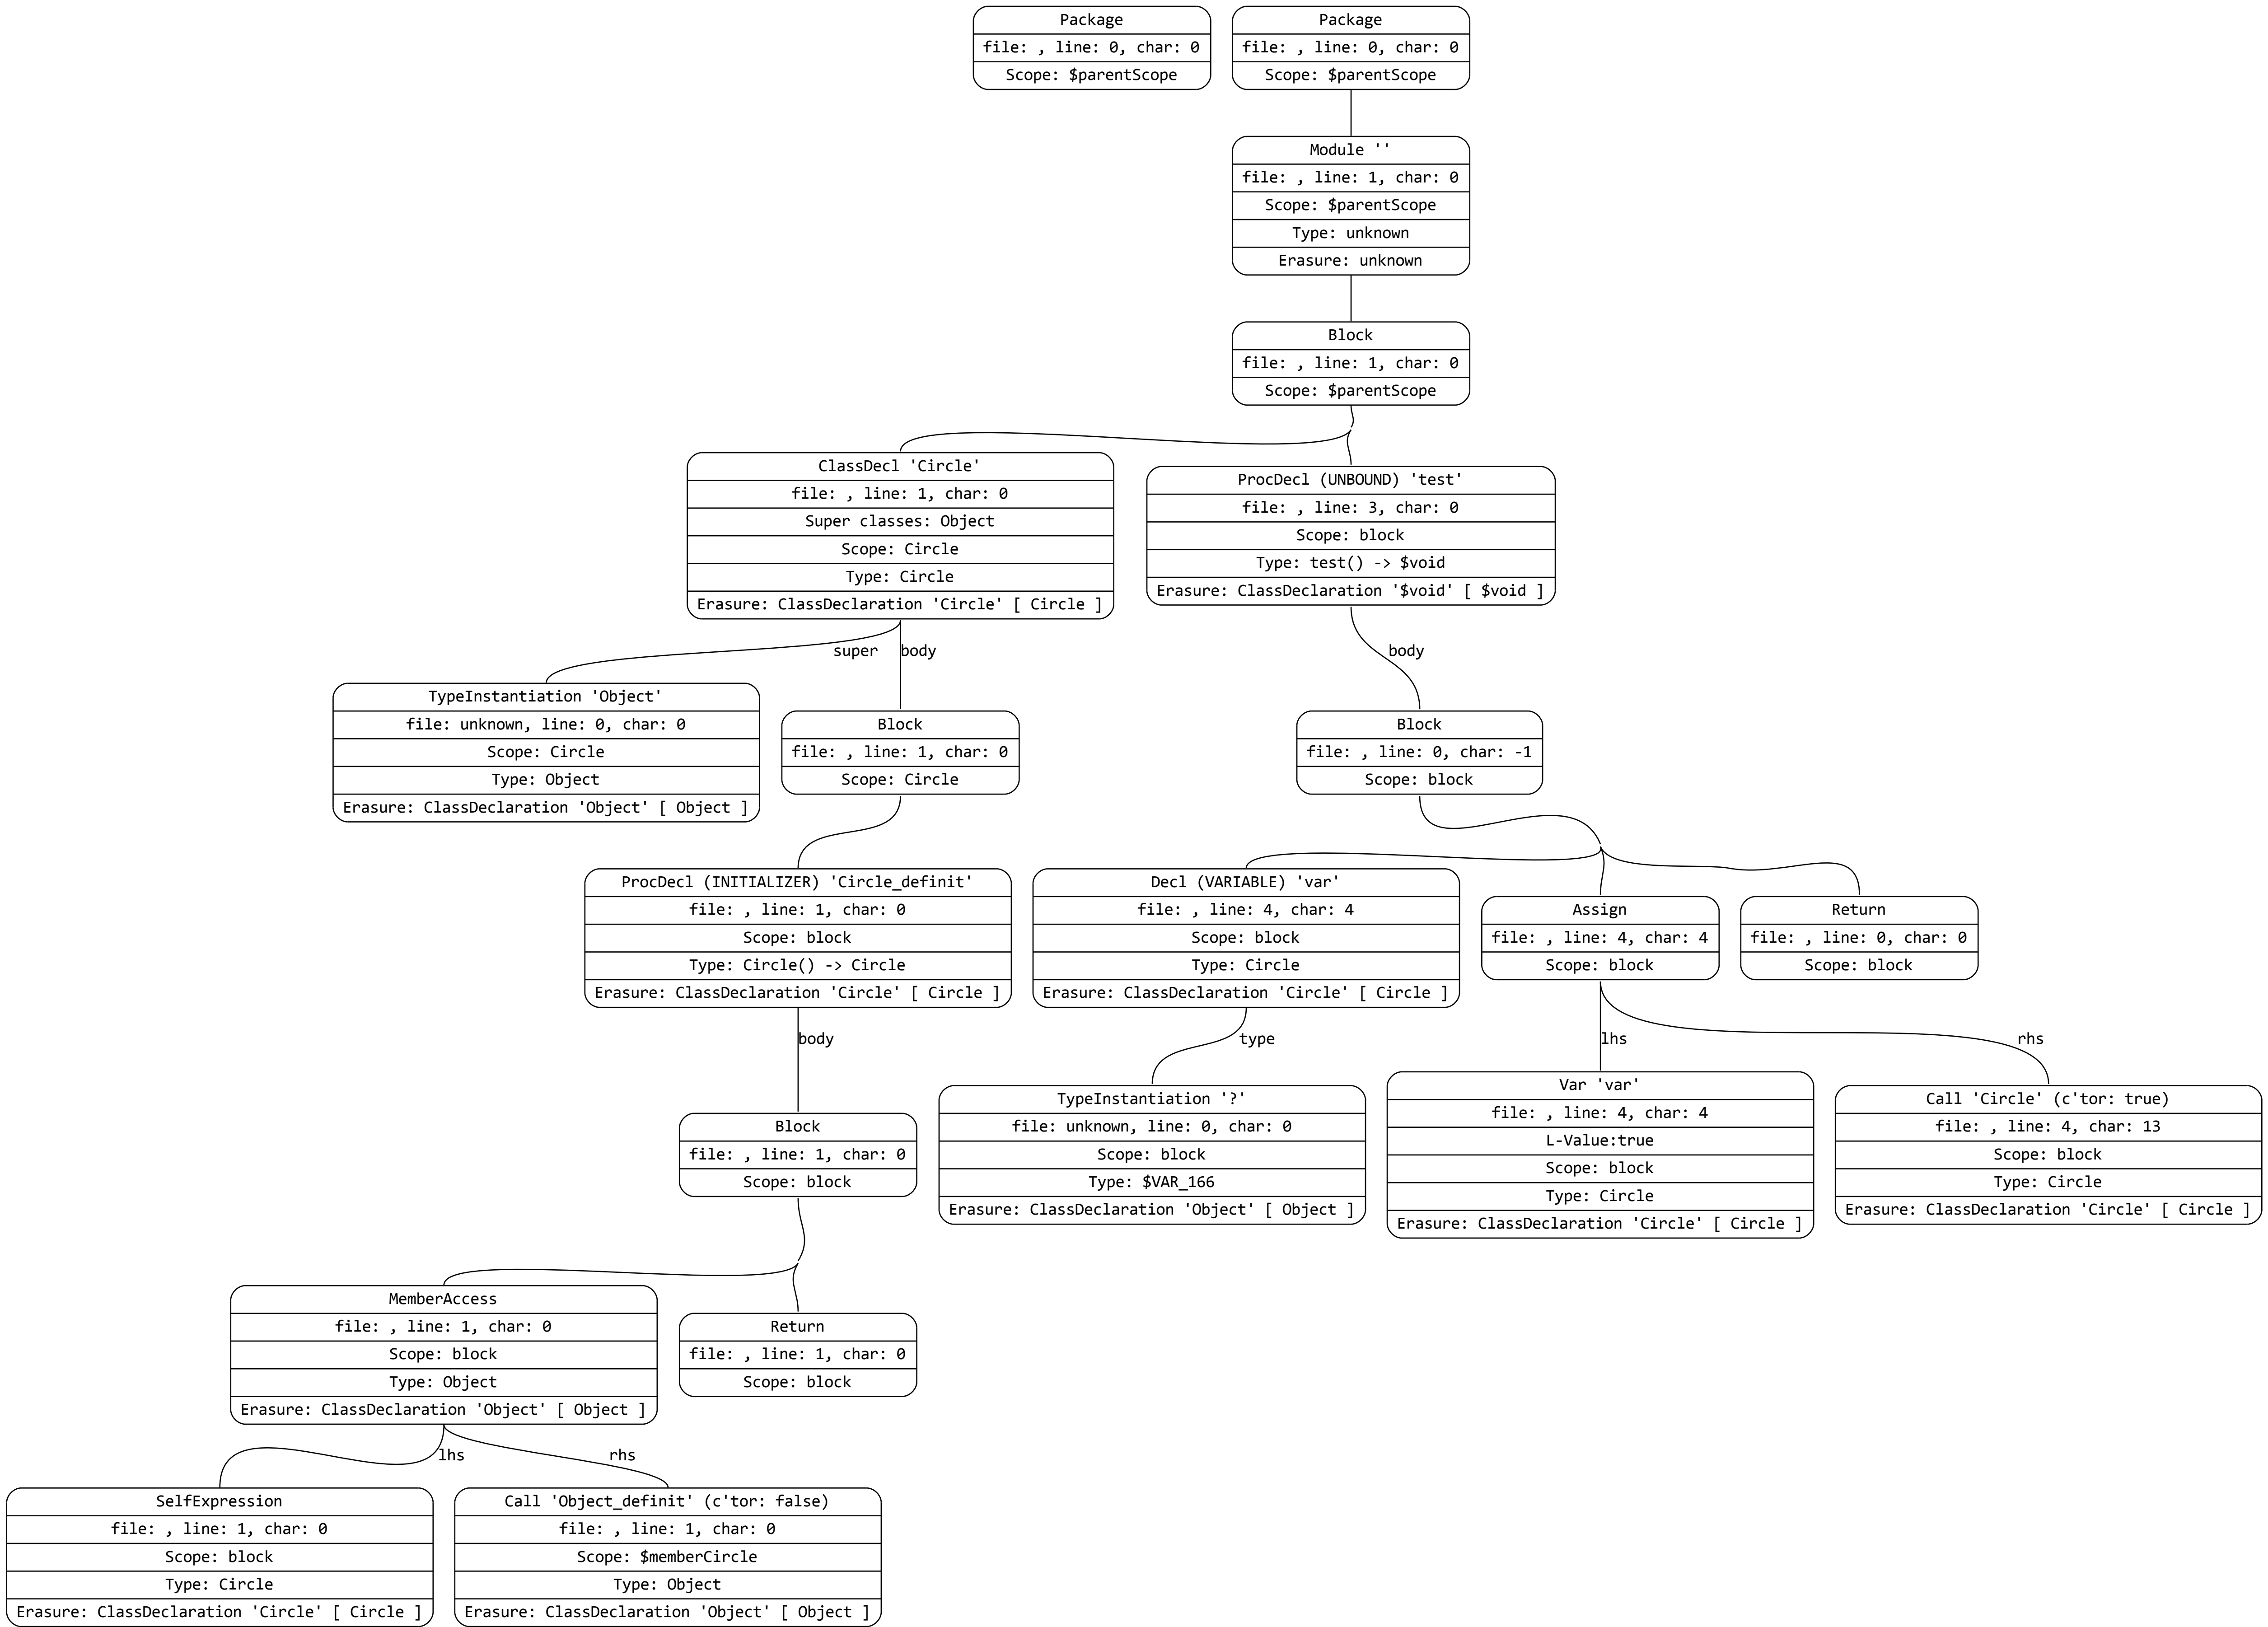 Package
file: , line: 0, char: 0
Scope: $parentScope
Package
file: , line: 0, char: 0
Scope: $parentScope
Module ''
file: , line: 1, char: 0
Scope: $parentScope
Type: unknown
Erasure: unknown
Block
file: , line: 1, char: 0
Scope: $parentScope
ClassDecl 'Circle'
file: , line: 1, char: 0
Super classes: Object
Scope: Circle
Type: Circle
Erasure: ClassDeclaration 'Circle' [ Circle ]
ProcDecl (UNBOUND) 'test'
file: , line: 3, char: 0
Scope: block
Type: test() -> $void
Erasure: ClassDeclaration '$void' [ $void ]
super
body
body
TypeInstantiation 'Object'
file: unknown, line: 0, char: 0
Scope: Circle
Type: Object
Erasure: ClassDeclaration 'Object' [ Object ]
Block
file: , line: 1, char: 0
Scope: Circle
Block
file: , line: 0, char: -1
Scope: block
ProcDecl (INITIALIZER) 'Circle_definit'
file: , line: 1, char: 0
Scope: block
Type: Circle() -> Circle
Erasure: ClassDeclaration 'Circle' [ Circle ]
Decl (VARIABLE) 'var'
file: , line: 4, char: 4
Scope: block
Type: Circle
Erasure: ClassDeclaration 'Circle' [ Circle ]
Assign
file: , line: 4, char: 4
Scope: block
Return
file: , line: 0, char: 0
Scope: block
body
type
lhs
rhs
Block
file: , line: 1, char: 0
Scope: block
TypeInstantiation '?'
file: unknown, line: 0, char: 0
Scope: block
Type: $VAR_166
Erasure: ClassDeclaration 'Object' [ Object ]
Var 'var'
file: , line: 4, char: 4
L-Value:true
Scope: block
Type: Circle
Erasure: ClassDeclaration 'Circle' [ Circle ]
Call 'Circle' (c'tor: true)
file: , line: 4, char: 13
Scope: block
Type: Circle
Erasure: ClassDeclaration 'Circle' [ Circle ]
MemberAccess
file: , line: 1, char: 0
Scope: block
Type: Object
Erasure: ClassDeclaration 'Object' [ Object ]
Return
file: , line: 1, char: 0
Scope: block
lhs
rhs
SelfExpression
file: , line: 1, char: 0
Scope: block
Type: Circle
Erasure: ClassDeclaration 'Circle' [ Circle ]
Call 'Object_definit' (c'tor: false)
file: , line: 1, char: 0
Scope: $memberCircle
Type: Object
Erasure: ClassDeclaration 'Object' [ Object ]